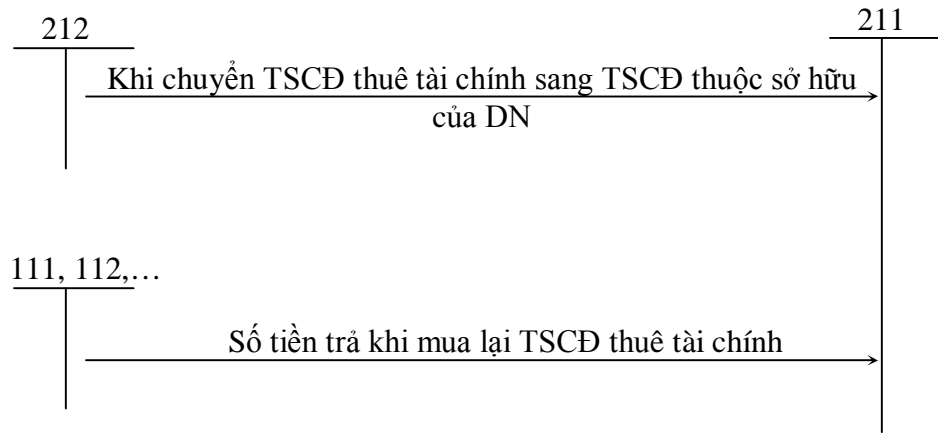 212
211
Khi chuyển TSCĐ thuê tài chính sang TSCĐ thuộc sở hữu
của DN
111, 112,…
Số tiền trả khi mua lại TSCĐ thuê tài chính